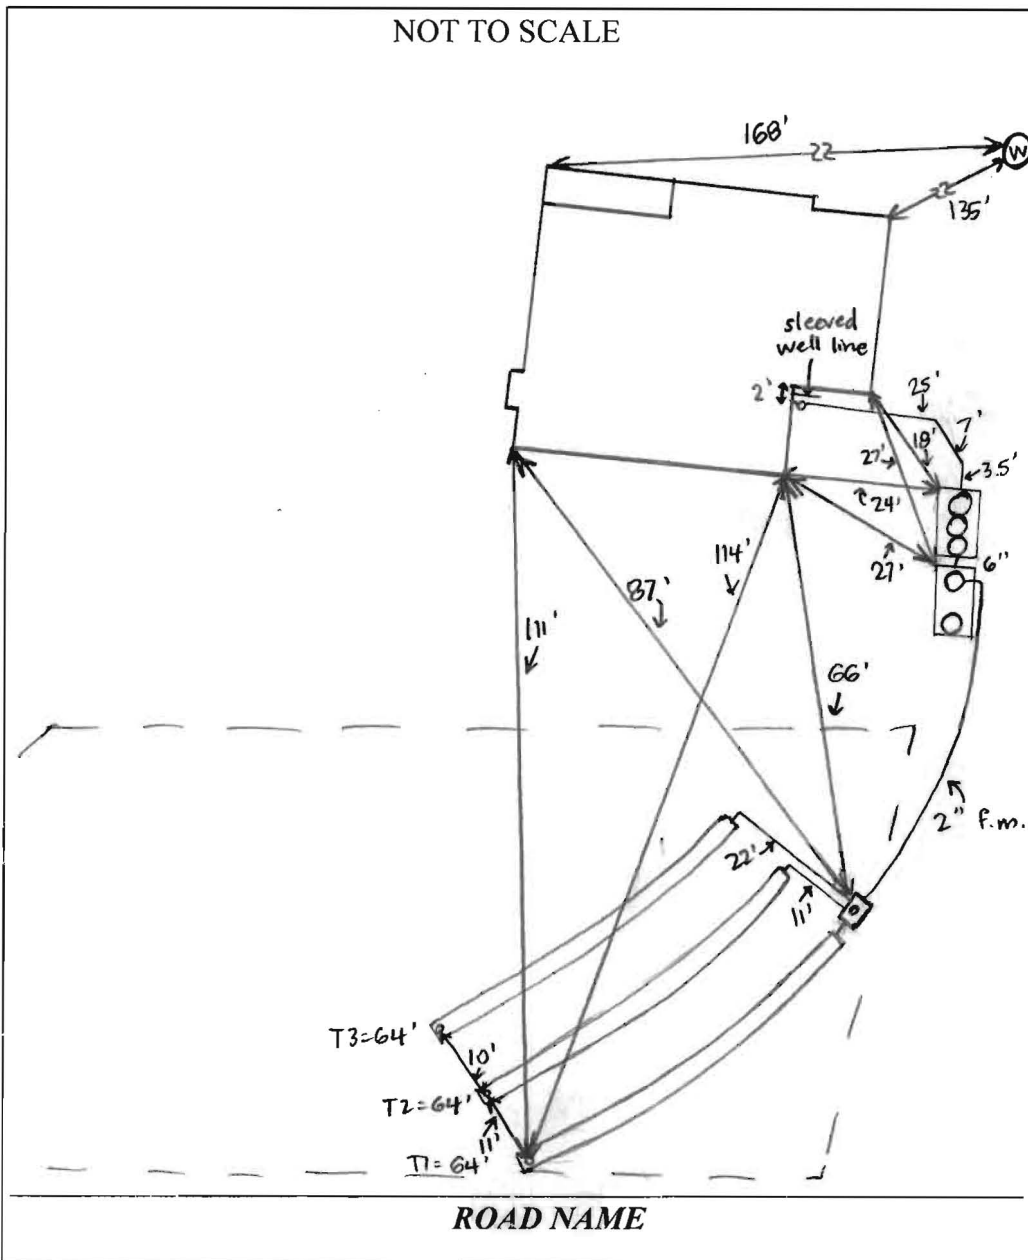 NOT TO SCALE
168'
W
135'
sleeved
well line
2'
25'
7'
18'
27'
3.5'
24'
27'
6"
114'
87'
111'
66'
2" f.m.
22'
11'
T3=64'
10'
T2=64'
11'
T1=64'
ROAD NAME